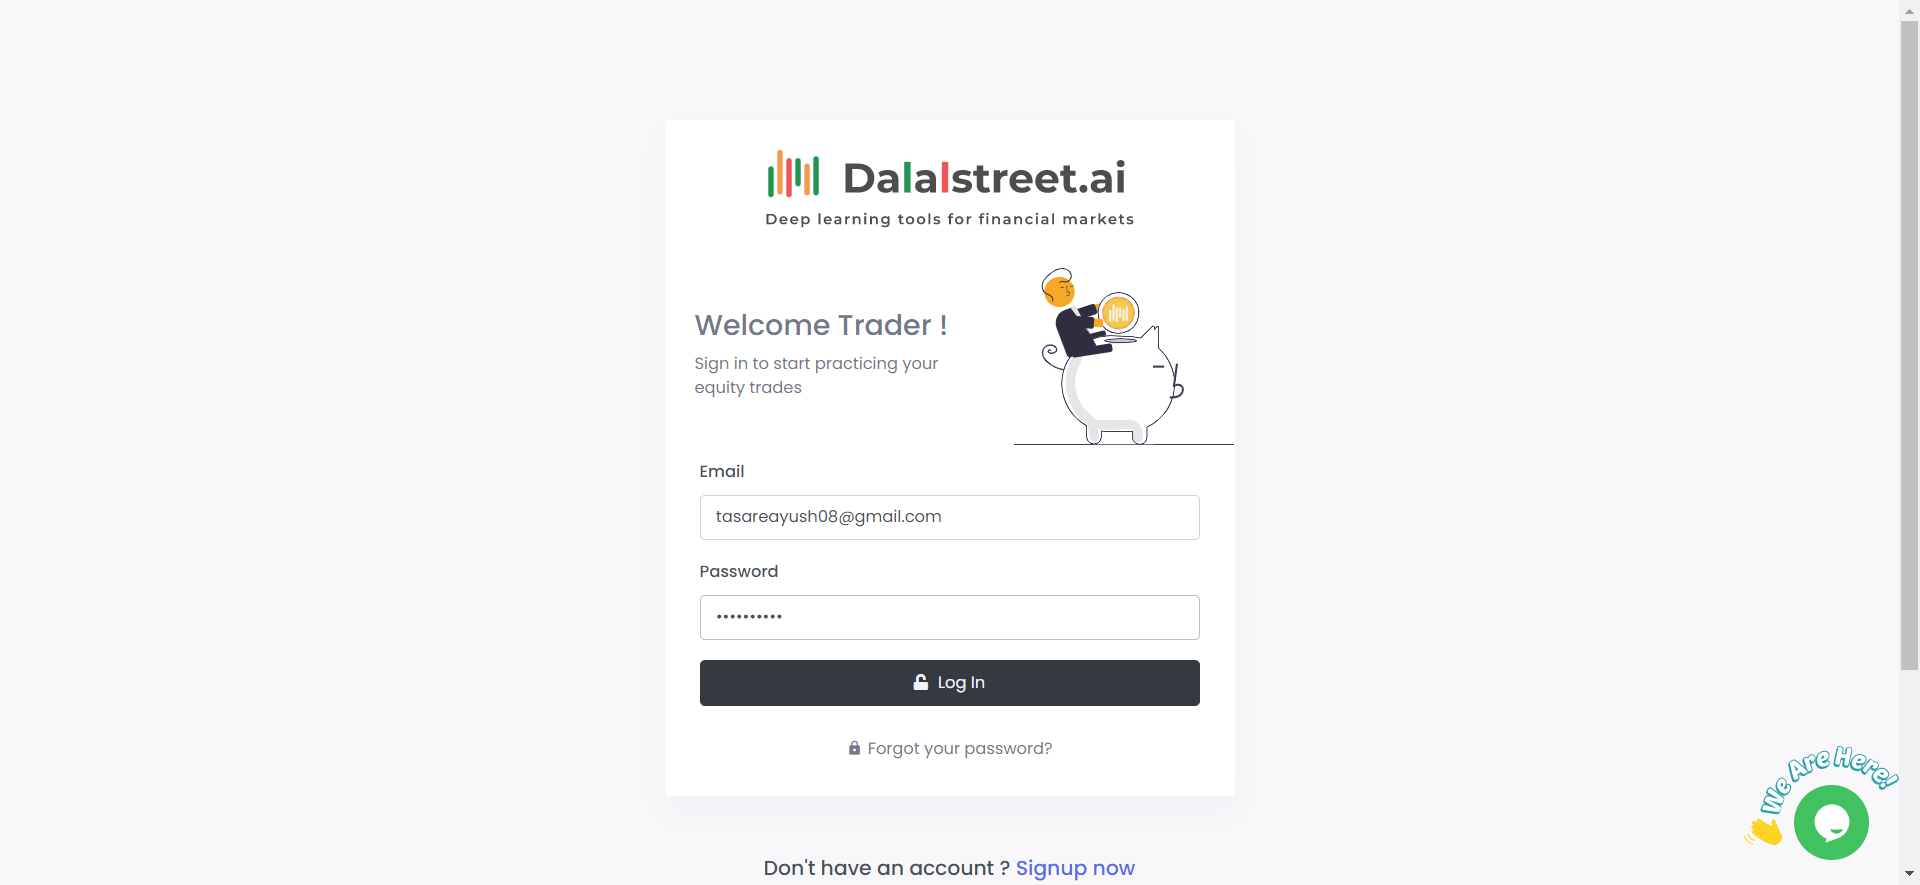 Dalalstreet.ai
Deep learning tools for financial markets
Welcome Trader !
Sign in to start practicing your
equity trades
Email
tasareayush08@gmail.com
Password
••••••••••
Log In
Forgot your password?
We Are Here!
Don't have an account ? Signup now